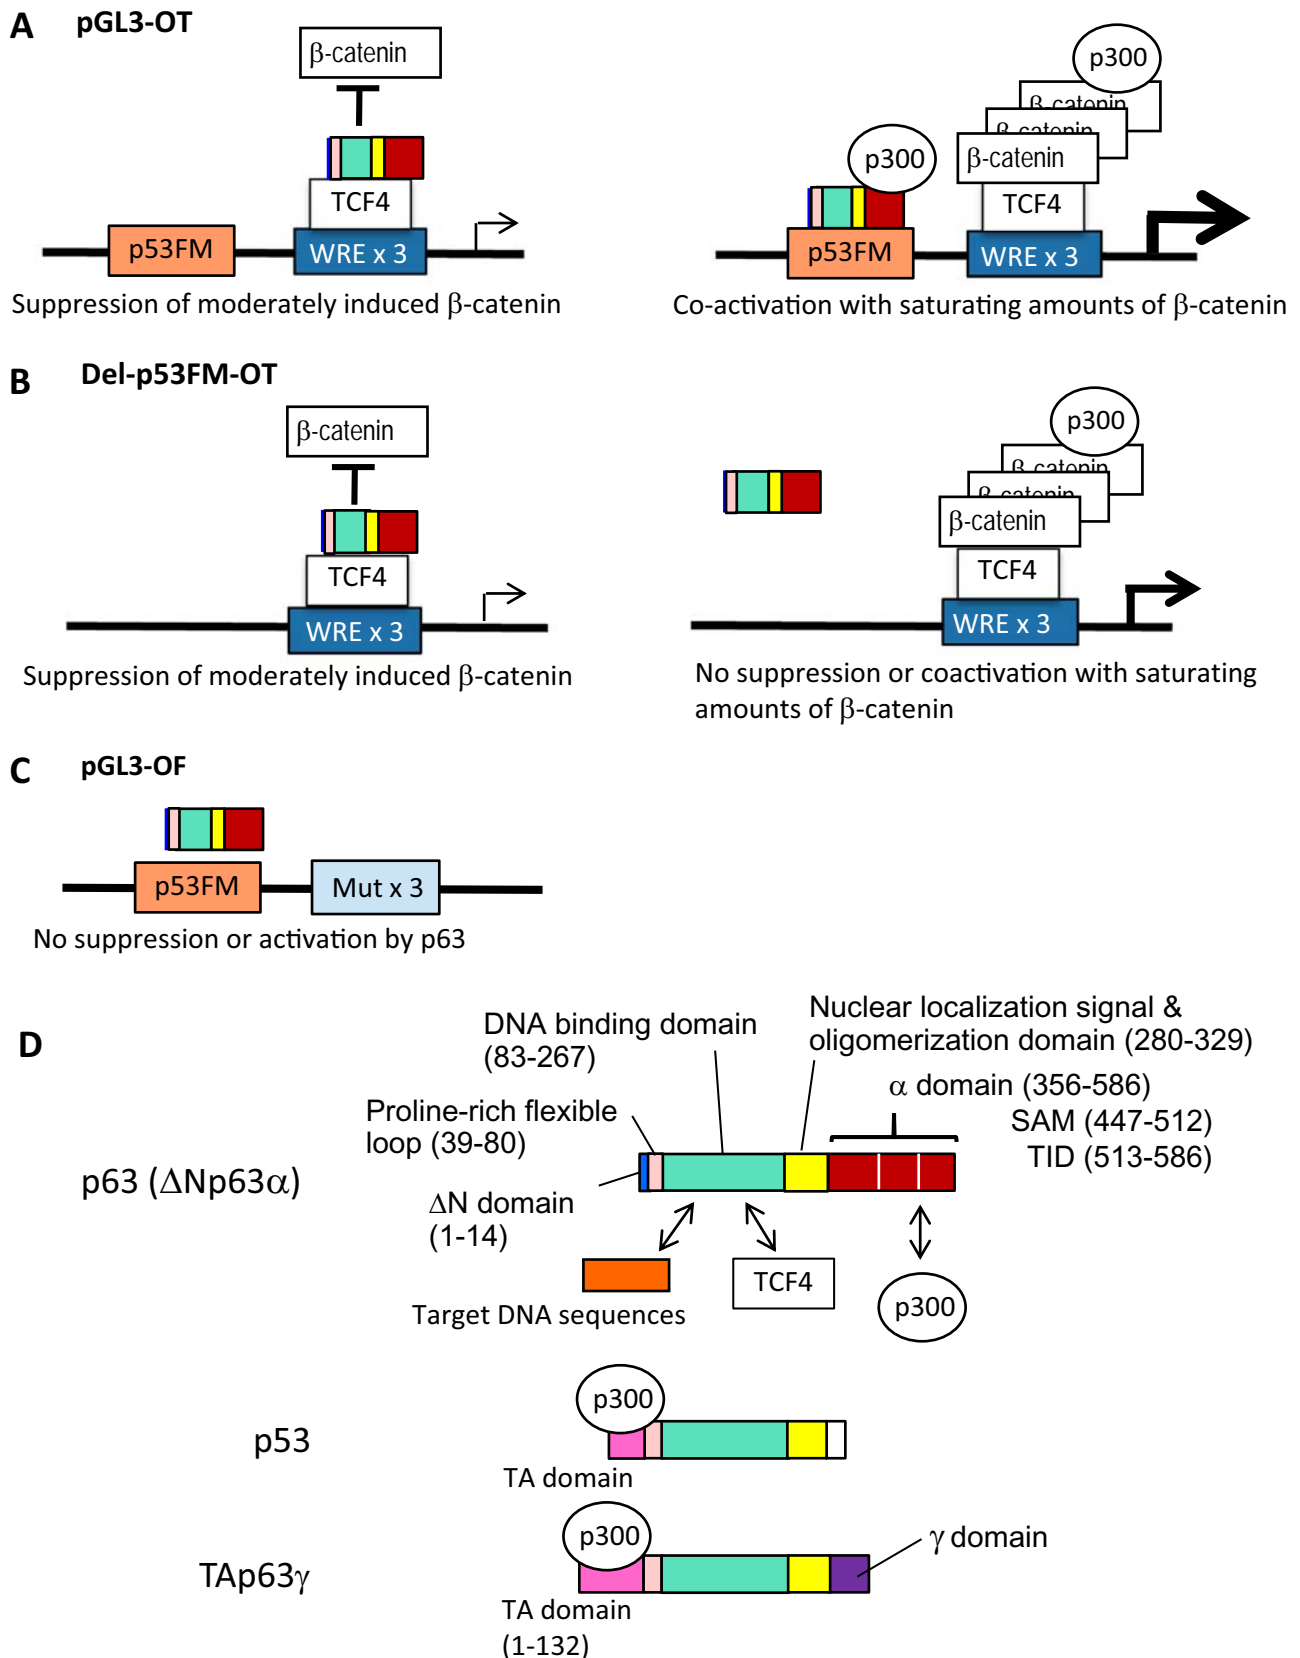 A pGL3-OT
β-catenin
TCF4
p53FM
WRE x 3
Suppression of moderately induced β-catenin
p300
β-catenin
β-catenin
p300
β-catenin
TCF4
p53FM
WRE x 3
Co-activation with saturating amounts of β-catenin
B Del-p53FM-OT
β-catenin
TCF4
WRE x 3
Suppression of moderately induced β-catenin
p300
β-catenin
β-catenin
β-catenin
TCF4
WRE x 3
No suppression or coactivation with saturating
amounts of β-catenin
C pGL3-OF
p53FM
Mut x 3
No suppression or activation by p63
D
DNA binding domain
(83-267)
Nuclear localization signal &
oligomerization domain (280-329)
Proline-rich flexible
loop (39-80)
α domain (356-586)
SAM (447-512)
TID (513-586)
p63 (ΔNp63α)
ΔN domain
(1-14)
TCF4
p300
Target DNA sequences
p300
p53
TA domain
p300
γ domain
TAp63γ
TA domain
(1-132)